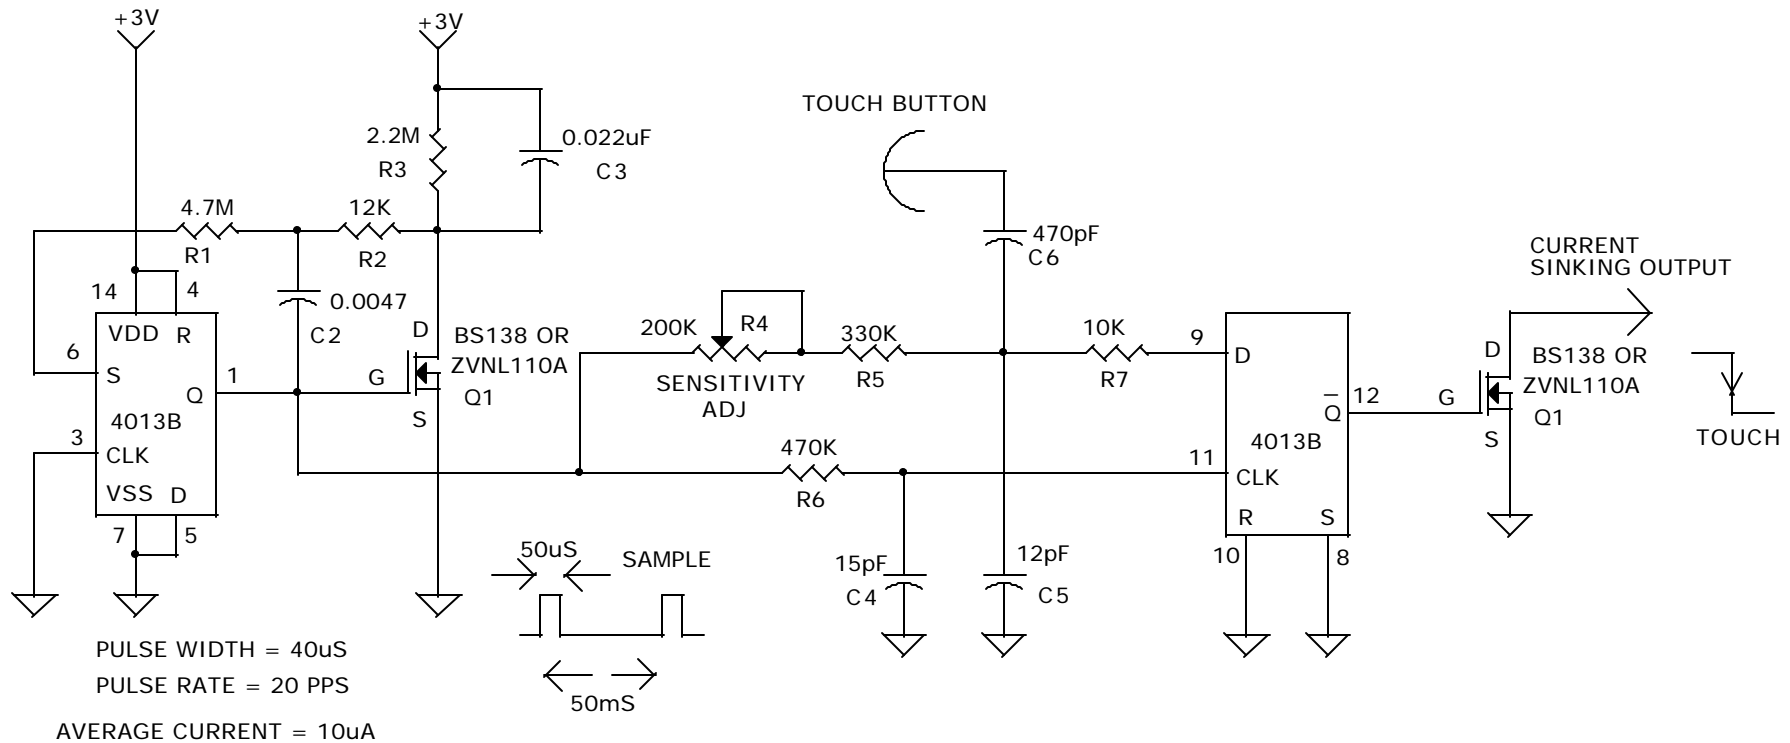 +3V
+3V
TOUCH BUTTON
2.2M
R3
0.022uF
C3
4.7M
R1
12K
R2
470pF
C6
CURRENT
SINKING OUTPUT
14
4
VDD
R
0.0047
C2
D
BS138 OR
ZVNL110A
Q1
G
S
6
S
1
Q
4013B
3
CLK
VSS
D
7
5
200K
R4
SENSITIVITY
ADJ
330K
R5
10K
R7
9
D
Q
12
4013B
11
CLK
R
S
10
8
G
D
BS138 OR
ZVNL110A
Q1
S
TOUCH
470K
R6
50uS
SAMPLE
15pF
C4
12pF
C5
50mS
PULSE WIDTH = 40uS
PULSE RATE = 20 PPS
AVERAGE CURRENT = 10uA